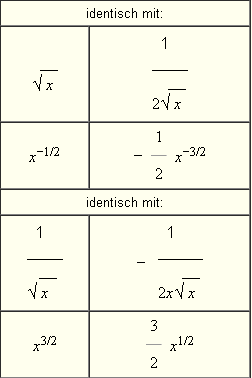 identisch mit:
√x 1/(2√x)
x^(−1/2) − 1/2 x^(−3/2)
identisch mit:
1/√x − 1/(2x√x)
x^(3/2) 3/2 x^(1/2)